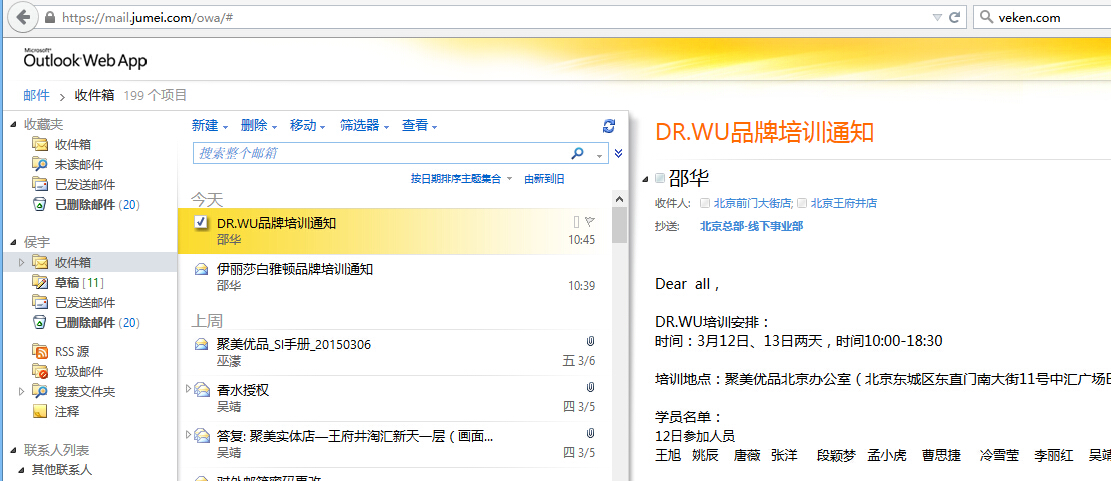 https://mail.jumei.com/owa/#
veken.com
Microsoft®
Outlook Web App
邮件 > 收件箱 199 个项目
收藏夹
收件箱
未读邮件
已发送邮件
已删除邮件 (20)
侯宇
收件箱
草稿 [11]
已发送邮件
已删除邮件 (20)
RSS 源
垃圾邮件
搜索文件夹
注释
联系人列表
其他联系人
新建 删除 移动 筛选器 查看
搜索整个邮箱
按日期排序主题集合 由新到旧
今天
DR.WU品牌培训通知
邵华 10:45
伊丽莎白雅顿品牌培训通知
邵华 10:39
上周
聚美优品_SI手册_20150306
巫濛 五 3/6
香水授权
吴靖 四 3/5
答复: 聚美实体店—王府井淘汇新天一层（画面...
吴靖 四 3/5
对外邮箱密码更改
DR.WU品牌培训通知
邵华
收件人: 北京前门大街店; 北京王府井店
抄送: 北京总部-线下事业部
Dear all，
DR.WU培训安排：
时间：3月12日、13日两天，时间10:00-18:30
培训地点：聚美优品北京办公室（北京东城区东直门南大街11号中汇广场B
学员名单：
12日参加人员
王旭 姚辰 唐薇 张洋 段颖梦 孟小虎 曹思捷 冷雪莹 李丽红 吴靖